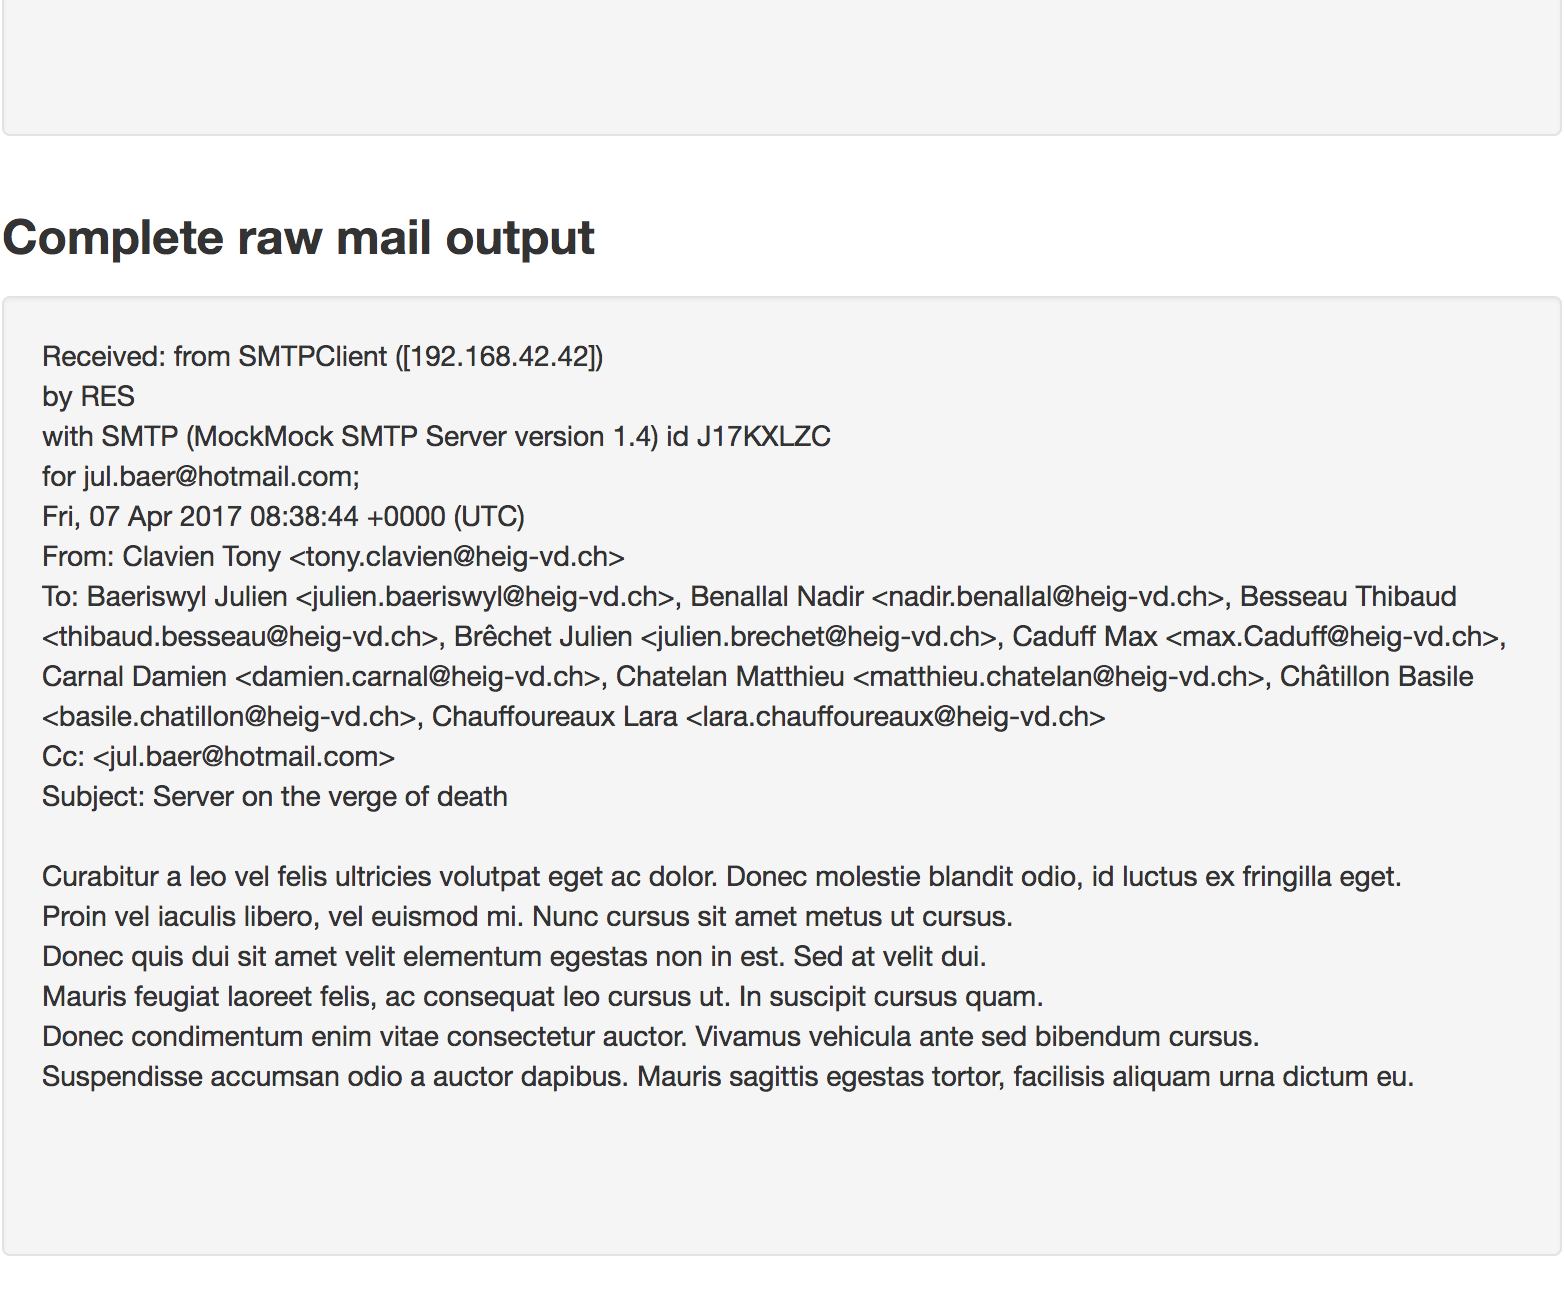 Complete raw mail output
Received: from SMTPClient ([192.168.42.42])
by RES
with SMTP (MockMock SMTP Server version 1.4) id J17KXLZC
for jul.baer@hotmail.com;
Fri, 07 Apr 2017 08:38:44 +0000 (UTC)
From: Clavien Tony <tony.clavien@heig-vd.ch>
To: Baeriswyl Julien <julien.baeriswyl@heig-vd.ch>, Benallal Nadir <nadir.benallal@heig-vd.ch>, Besseau Thibaud
<thibaud.besseau@heig-vd.ch>, Brêchet Julien <julien.brechet@heig-vd.ch>, Caduff Max <max.Caduff@heig-vd.ch>,
Carnal Damien <damien.carnal@heig-vd.ch>, Chatelan Matthieu <matthieu.chatelan@heig-vd.ch>, Châtillon Basile
<basile.chatillon@heig-vd.ch>, Chauffoureaux Lara <lara.chauffoureaux@heig-vd.ch>
Cc: <jul.baer@hotmail.com>
Subject: Server on the verge of death
Curabitur a leo vel felis ultricies volutpat eget ac dolor. Donec molestie blandit odio, id luctus ex fringilla eget.
Proin vel iaculis libero, vel euismod mi. Nunc cursus sit amet metus ut cursus.
Donec quis dui sit amet velit elementum egestas non in est. Sed at velit dui.
Mauris feugiat laoreet felis, ac consequat leo cursus ut. In suscipit cursus quam.
Donec condimentum enim vitae consectetur auctor. Vivamus vehicula ante sed bibendum cursus.
Suspendisse accumsan odio a auctor dapibus. Mauris sagittis egestas tortor, facilisis aliquam urna dictum eu.